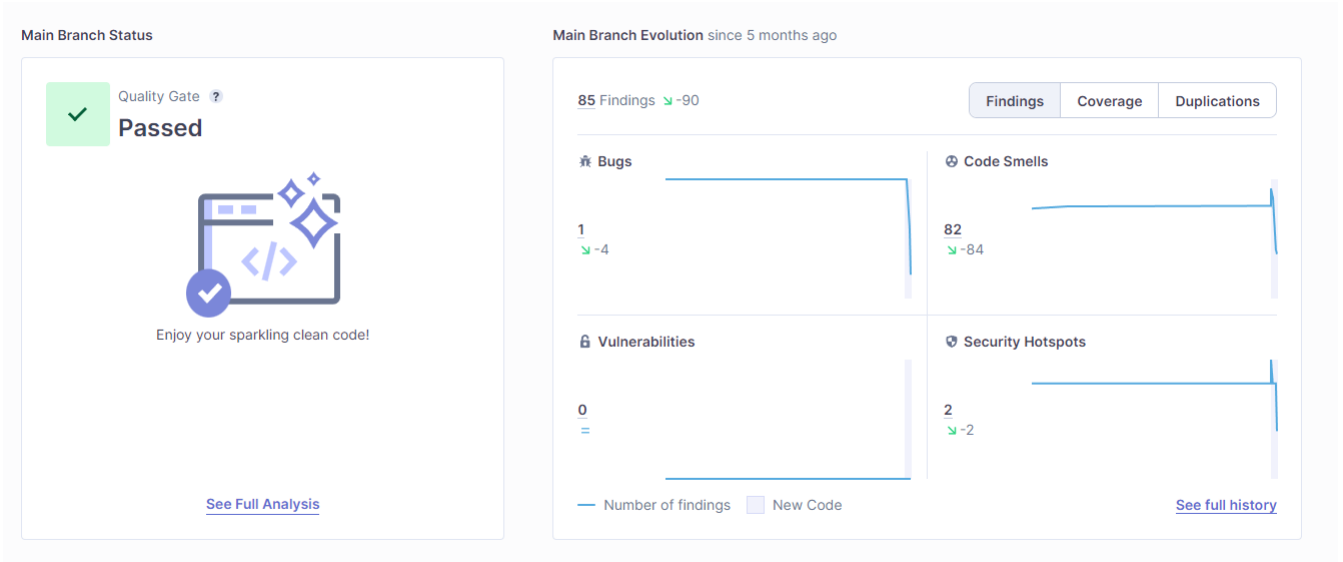 Main Branch Status
Quality Gate ?
Passed
</>
Enjoy your sparkling clean code!
See Full Analysis
Main Branch Evolution since 5 months ago
85 Findings -90
Findings Coverage Duplications
Bugs
1
-4
Code Smells
82
-84
Vulnerabilities
0
=
Security Hotspots
2
-2
Number of findings New Code
See full history